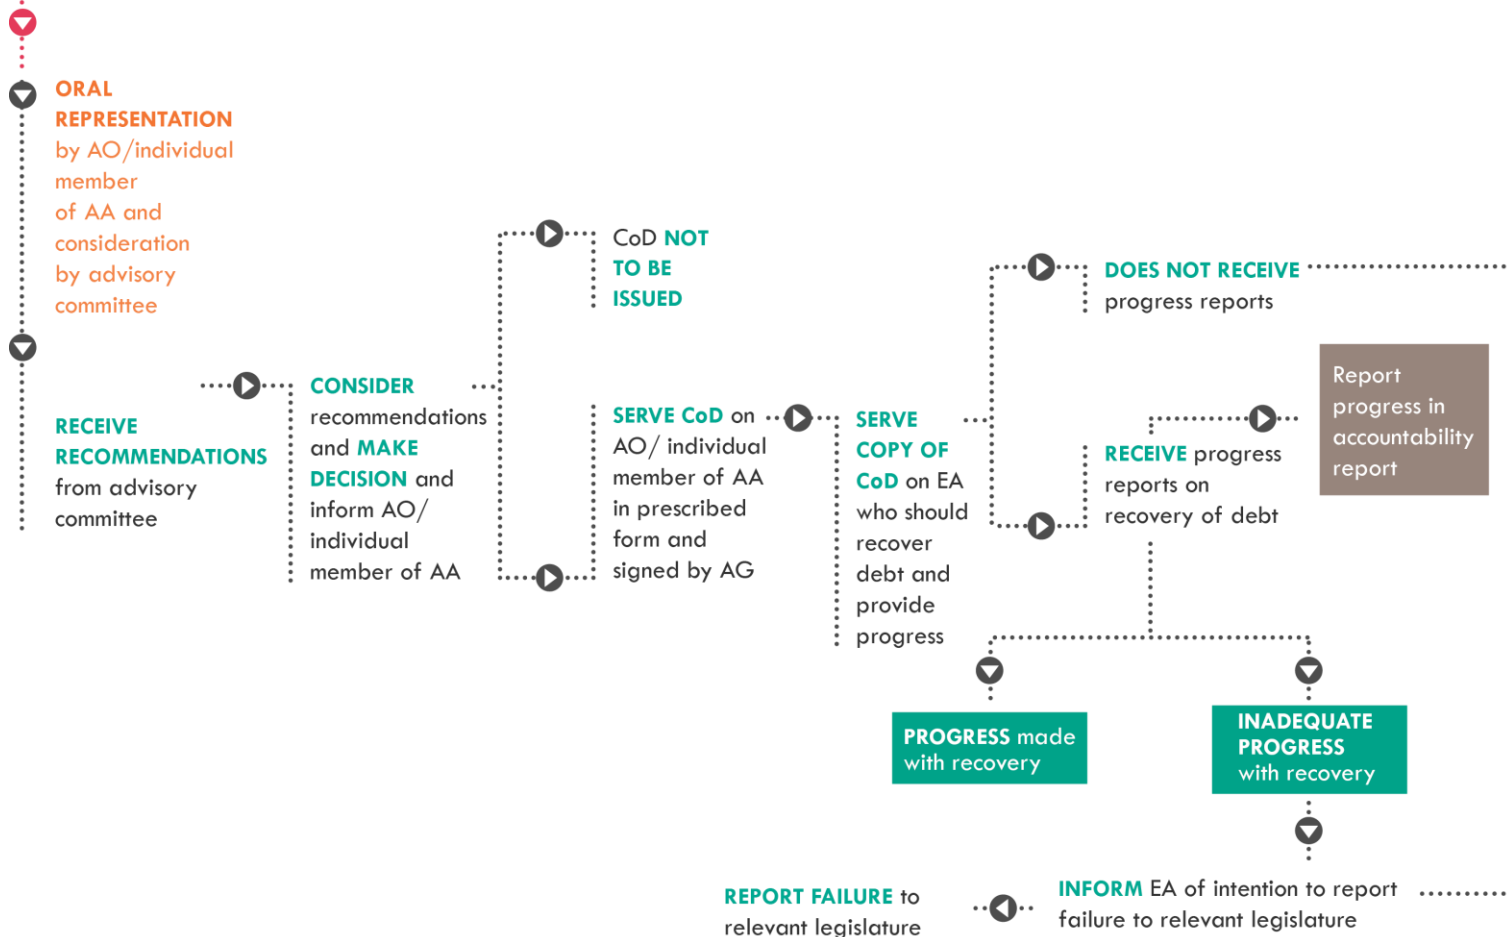 ORAL
REPRESENTATION
by AO/individual
member
of AA and
consideration
by advisory
committee
RECEIVE
RECOMMENDATIONS
from advisory
committee
CONSIDER
recommendations
and MAKE
DECISION and
inform AO/
individual
member of AA
CoD NOT
TO BE
ISSUED
SERVE CoD on
AO/ individual
member of AA
in prescribed
form and
signed by AG
SERVE
COPY OF
CoD on EA
who should
recover
debt and
provide
progress
DOES NOT RECEIVE
progress reports
RECEIVE progress
reports on
recovery of debt
Report
progress in
accountability
report
PROGRESS made
with recovery
INADEQUATE
PROGRESS
with recovery
INFORM EA of intention to report
failure to relevant legislature
REPORT FAILURE to
relevant legislature